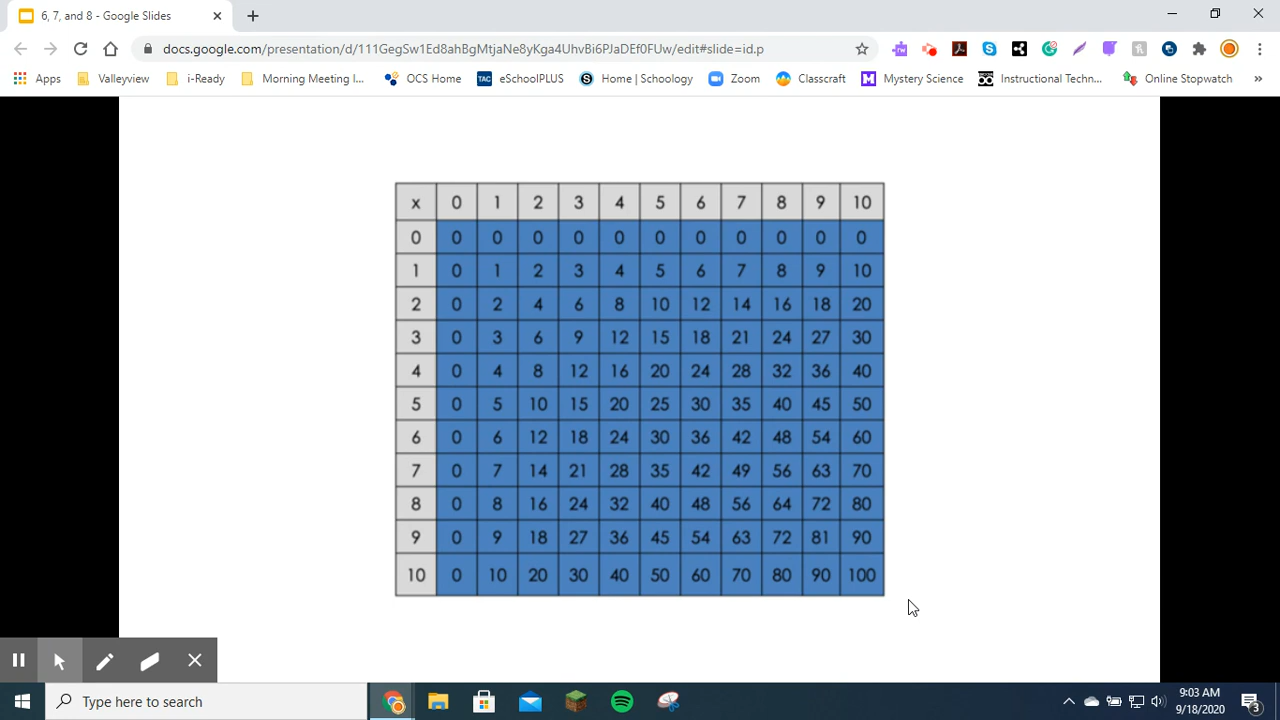 6, 7, and 8 - Google Slides
docs.google.com/presentation/d/111GegSw1Ed8ahBgMtjaNe8yKga4UhvBi6PJaDEf0FUw/edit#slide=id.p
Apps Valleyview i-Ready Morning Meeting I... OCS Home TAC eSchoolPLUS S Home | Schoology Zoom Classcraft M Mystery Science Instructional Techn... Online Stopwatch »
x 0 1 2 3 4 5 6 7 8 9 10
0 0 0 0 0 0 0 0 0 0 0 0
1 0 1 2 3 4 5 6 7 8 9 10
2 0 2 4 6 8 10 12 14 16 18 20
3 0 3 6 9 12 15 18 21 24 27 30
4 0 4 8 12 16 20 24 28 32 36 40
5 0 5 10 15 20 25 30 35 40 45 50
6 0 6 12 18 24 30 36 42 48 54 60
7 0 7 14 21 28 35 42 49 56 63 70
8 0 8 16 24 32 40 48 56 64 72 80
9 0 9 18 27 36 45 54 63 72 81 90
10 0 10 20 30 40 50 60 70 80 90 100
Type here to search
9:03 AM
9/18/2020
3